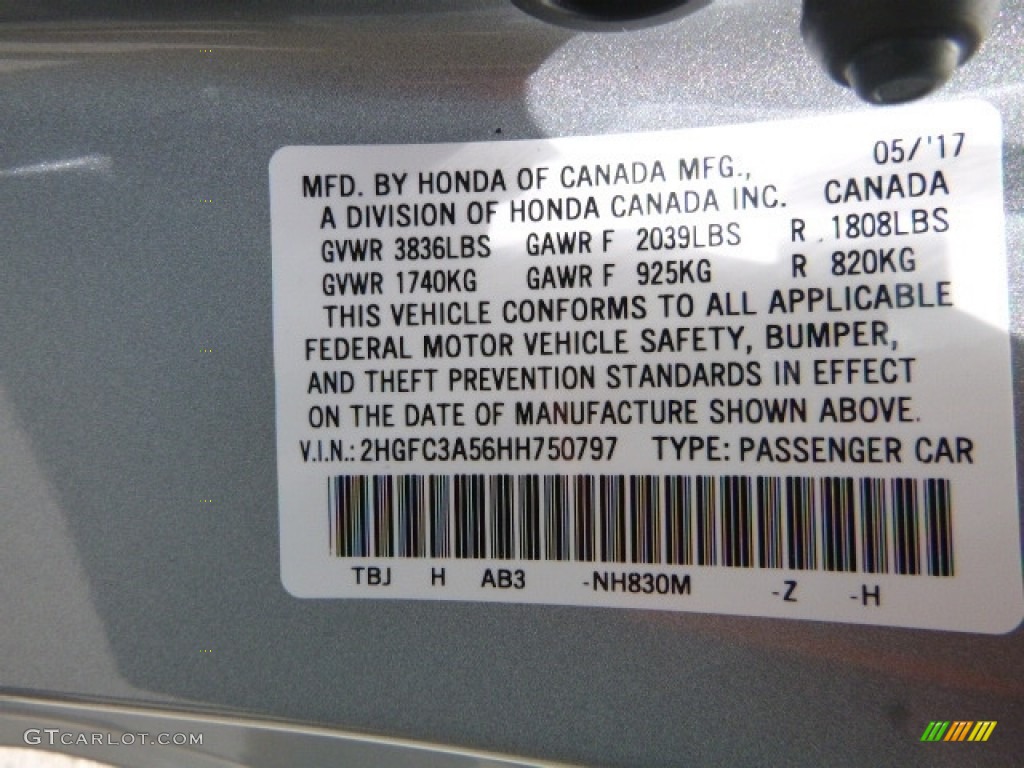 05/'17
MFD. BY HONDA OF CANADA MFG.,
A DIVISION OF HONDA CANADA INC. CANADA
GVWR 3836LBS GAWR F 2039LBS R 1808LBS
GVWR 1740KG GAWR F 925KG R 820KG
THIS VEHICLE CONFORMS TO ALL APPLICABLE
FEDERAL MOTOR VEHICLE SAFETY, BUMPER,
AND THEFT PREVENTION STANDARDS IN EFFECT
ON THE DATE OF MANUFACTURE SHOWN ABOVE.
V.I.N.: 2HGFC3A56HH750797 TYPE: PASSENGER CAR
TBJ H AB3 -NH830M -Z -H
GTCARLOT.COM